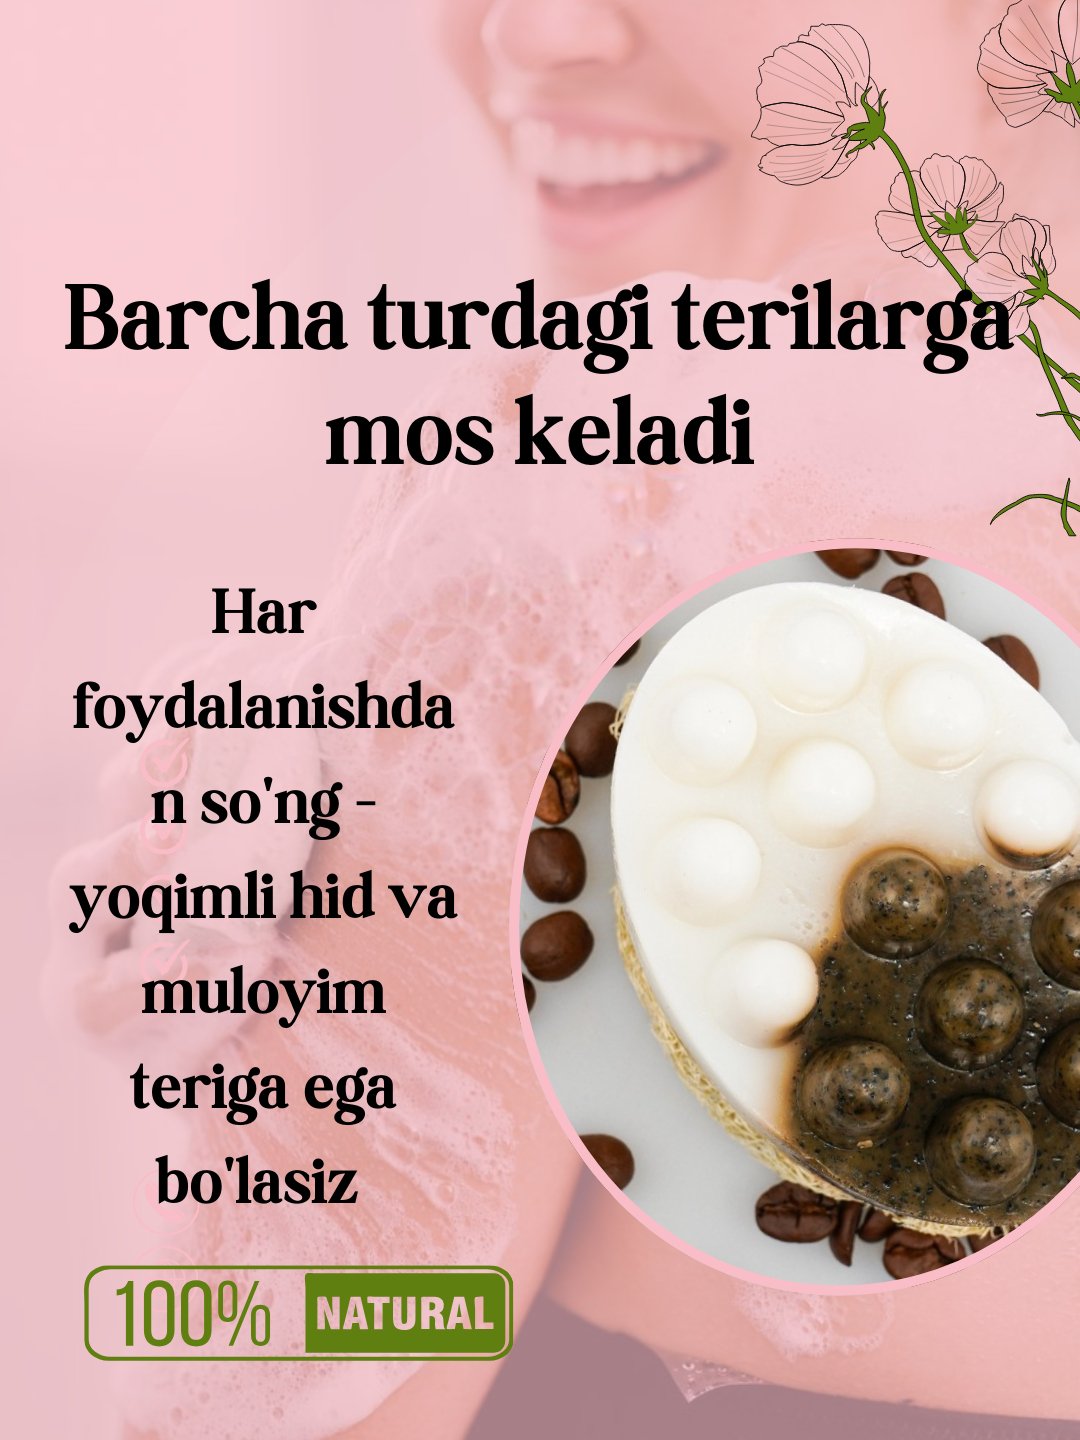 Barcha turdagi terilarga
mos keladi
Har
foydalanishda
n so'ng -
yoqimli hid va
muloyim
teriga ega
bo'lasiz
100% NATURAL